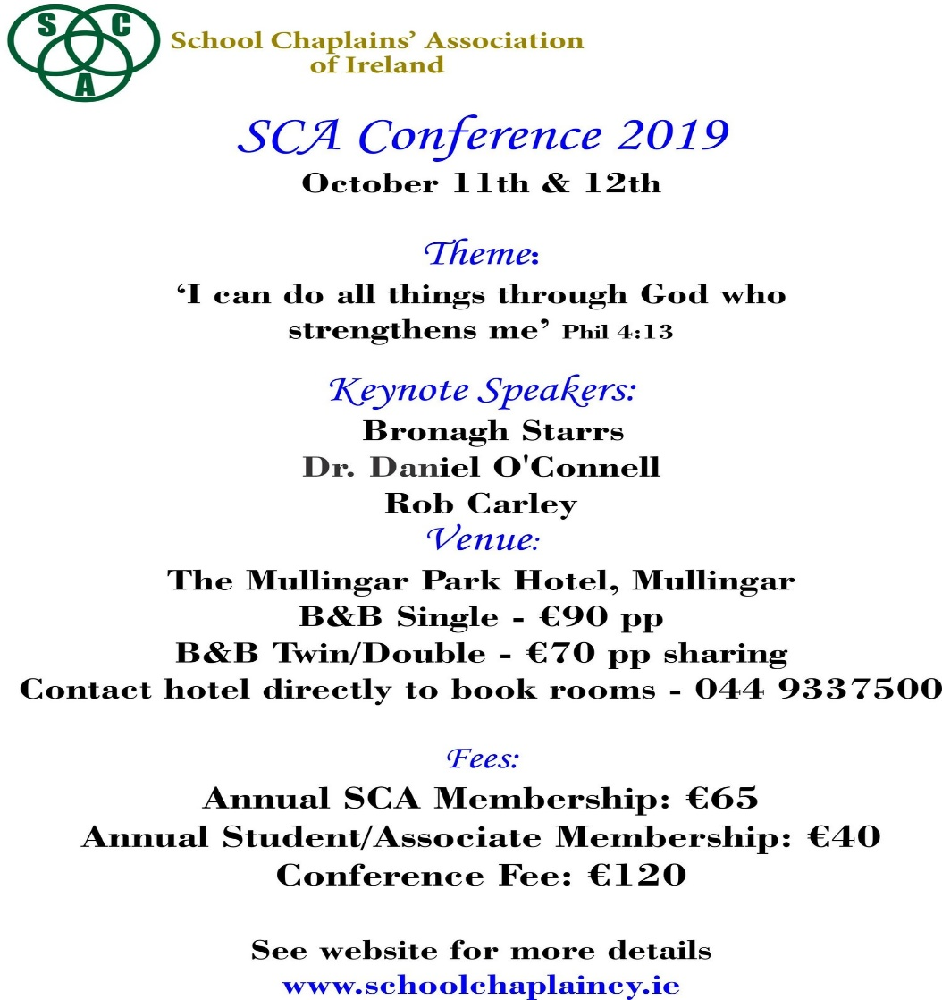 S C
A
School Chaplains’ Association
of Ireland
SCA Conference 2019
October 11th & 12th
Theme:
‘I can do all things through God who
strengthens me’ Phil 4:13
Keynote Speakers:
Bronagh Starrs
Dr. Daniel O'Connell
Rob Carley
Venue:
The Mullingar Park Hotel, Mullingar
B&B Single - €90 pp
B&B Twin/Double - €70 pp sharing
Contact hotel directly to book rooms - 044 9337500
Fees:
Annual SCA Membership: €65
Annual Student/Associate Membership: €40
Conference Fee: €120
See website for more details
www.schoolchaplaincy.ie